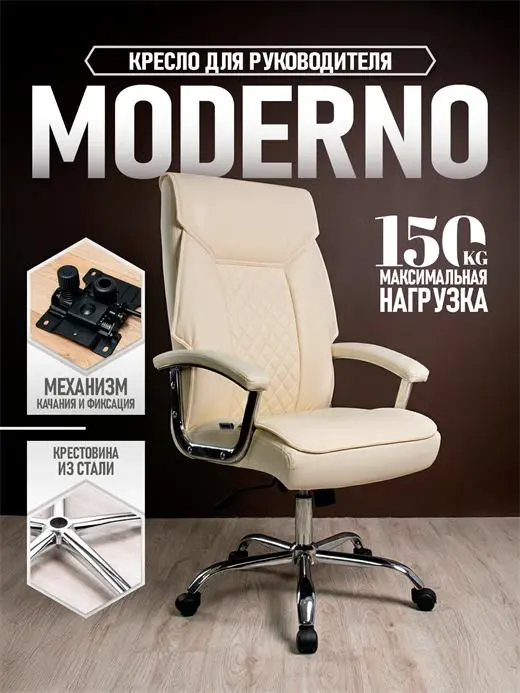 КРЕСЛО ДЛЯ РУКОВОДИТЕЛЯ
MODERNO
150 KG
МАКСИМАЛЬНАЯ
НАГРУЗКА
МЕХАНИЗМ
КАЧАНИЯ И ФИКСАЦИЯ
КРЕСТОВИНА
ИЗ СТАЛИ